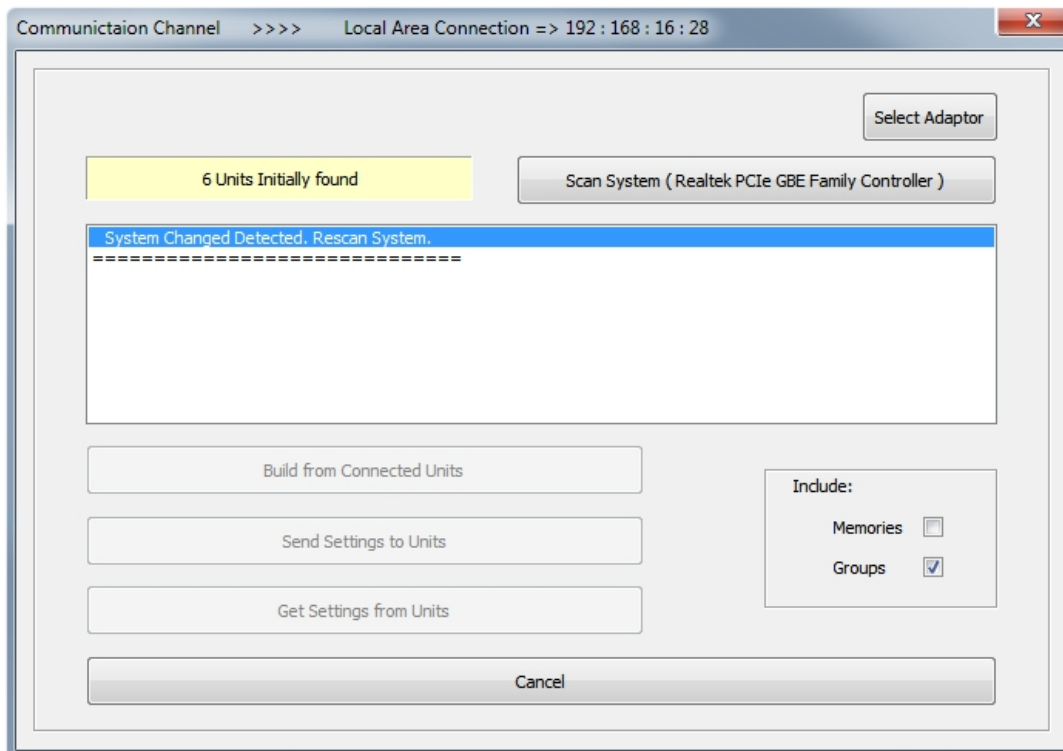 Communictaion Channel >>>> Local Area Connection => 192 : 168 : 16 : 28
X
Select Adaptor
6 Units Initially found
Scan System ( Realtek PCIe GBE Family Controller )
System Changed Detected. Rescan System.
==============================
Build from Connected Units
Include:
Memories
Send Settings to Units
Groups
Get Settings from Units
Cancel